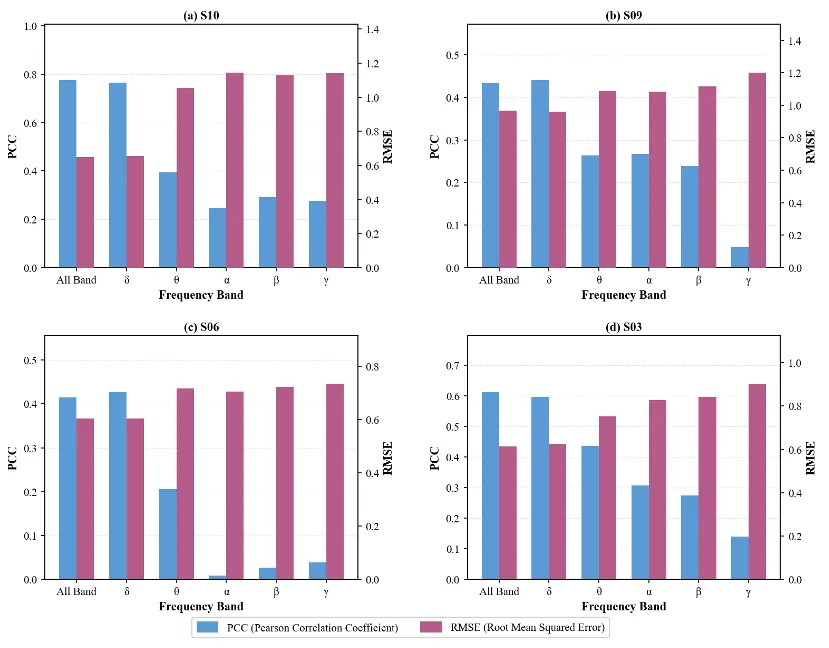 (a) S10
1.0
0.8
0.6
0.4
0.2
0.0
PCC
1.4
1.2
1.0
0.8
0.6
0.4
0.2
0.0
RMSE
All Band δ θ α β γ
Frequency Band
(b) S09
0.5
0.4
0.3
0.2
0.1
0.0
PCC
1.4
1.2
1.0
0.8
0.6
0.4
0.2
0.0
RMSE
All Band δ θ α β γ
Frequency Band
(c) S06
0.5
0.4
0.3
0.2
0.1
0.0
PCC
0.8
0.6
0.4
0.2
0.0
RMSE
All Band δ θ α β γ
Frequency Band
(d) S03
0.7
0.6
0.5
0.4
0.3
0.2
0.1
0.0
PCC
1.0
0.8
0.6
0.4
0.2
0.0
RMSE
All Band δ θ α β γ
Frequency Band
PCC (Pearson Correlation Coefficient) RMSE (Root Mean Squared Error)